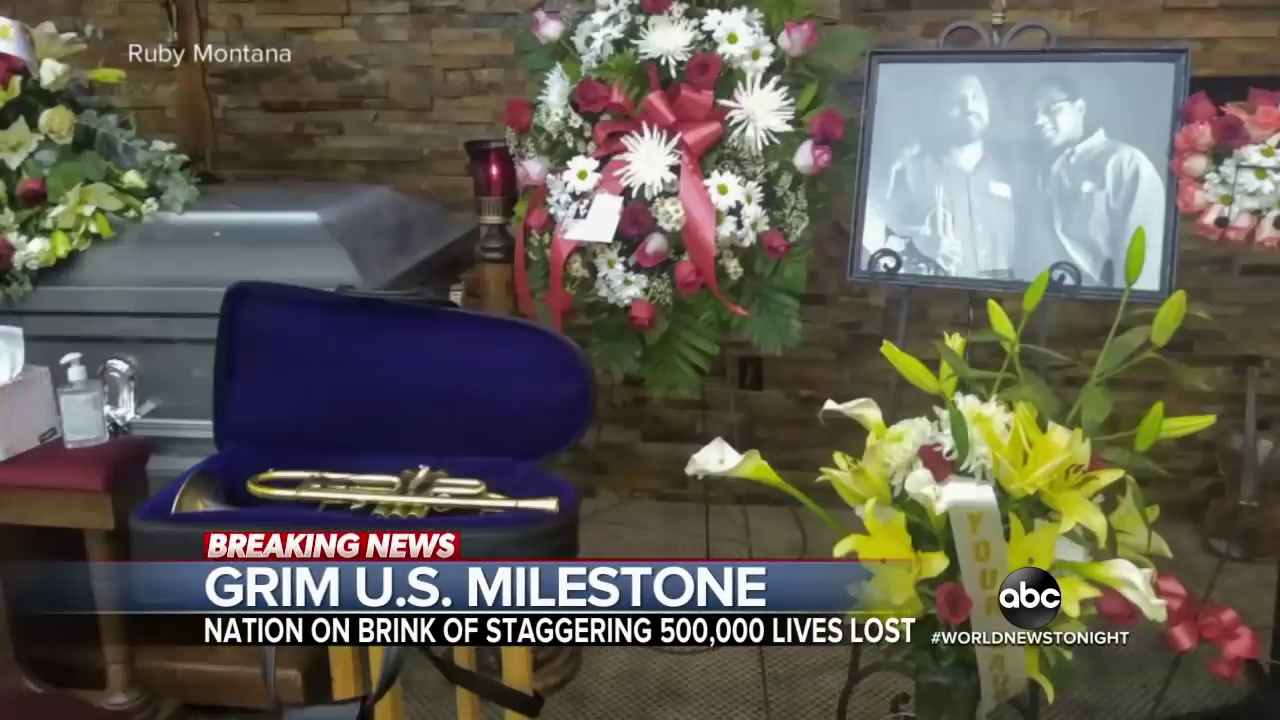 Ruby Montana
BREAKING NEWS
GRIM U.S. MILESTONE
NATION ON BRINK OF STAGGERING 500,000 LIVES LOST
abc
#WORLDNEWSTONIGHT